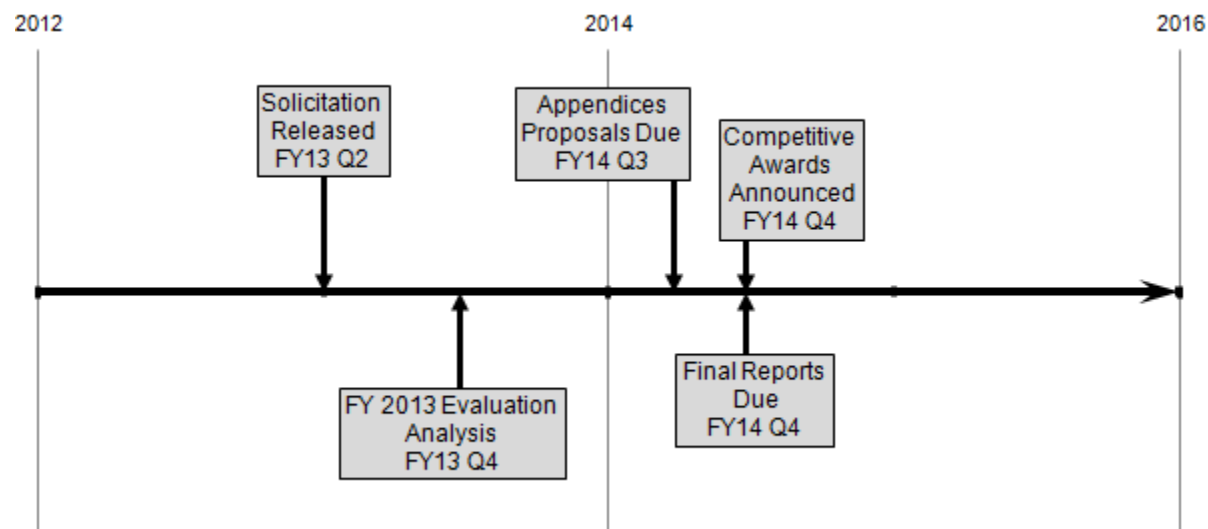 2012
2014
2016
Solicitation
Released
FY13 Q2
Appendices
Proposals Due
FY14 Q3
Competitive
Awards
Announced
FY14 Q4
FY 2013 Evaluation
Analysis
FY13 Q4
Final Reports
Due
FY14 Q4